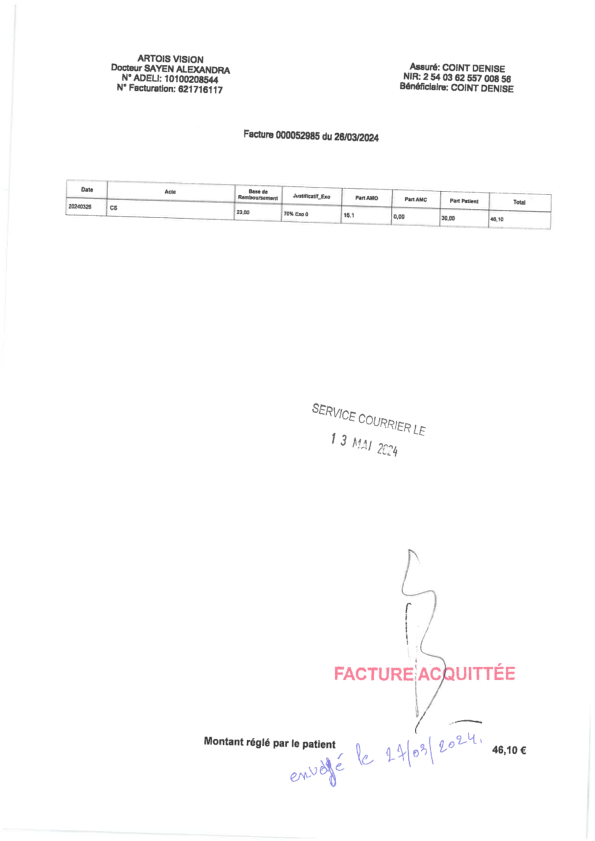 ARTOIS VISION
Docteur SAYEN ALEXANDRA
N° ADELI: 10100208544
N° Facturation: 621716117
Assuré: COINT DENISE
NIR: 2 54 03 62 557 008 56
Bénéficiaire: COINT DENISE
Facture 000052985 du 26/03/2024
Date Acte Base de Remboursement Justificatif_Exo Part AMO Part AMC Part Patient Total
20240326 CS 23,00 70% Exo 0 16.1 0,00 30,00 46,10
SERVICE COURRIER LE
13 MAI 2024
FACTURE ACQUITTÉE
Montant réglé par le patient
envoyé le 27/03/2024.
46,10 €